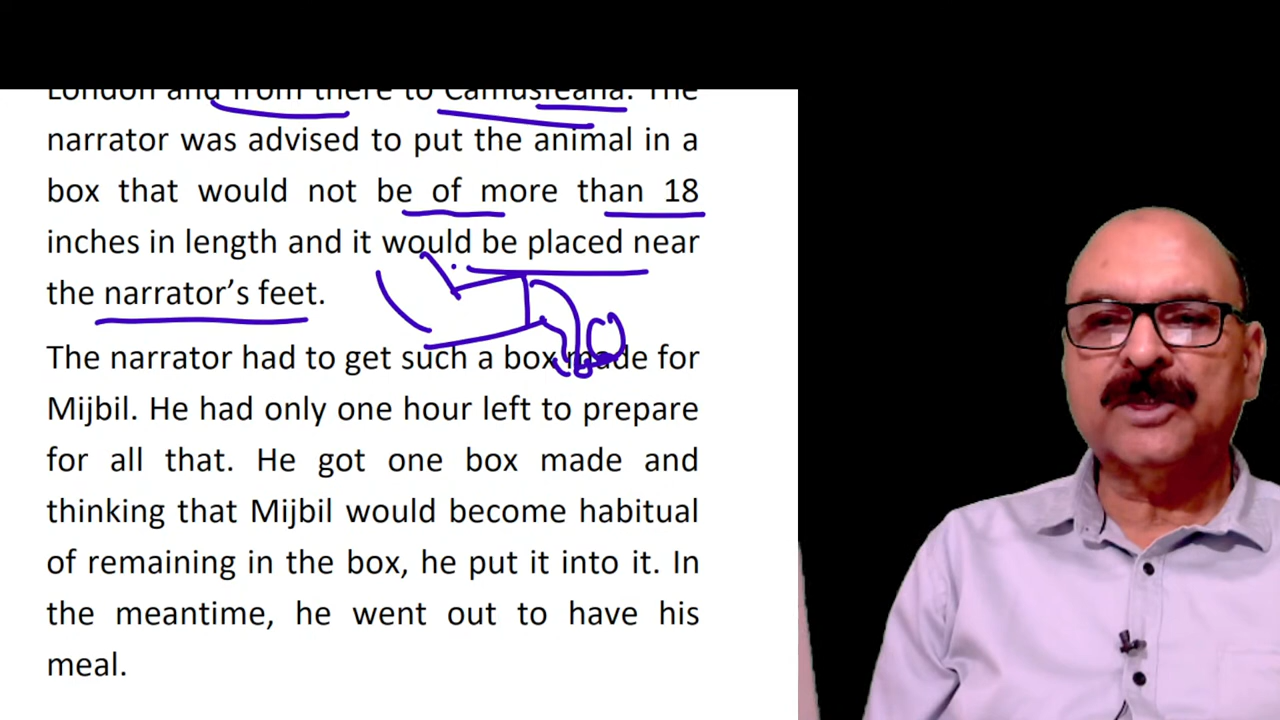 London and from there to Camusfeana. The
narrator was advised to put the animal in a
box that would not be of more than 18
inches in length and it would be placed near
the narrator's feet.
The narrator had to get such a box made for
Mijbil. He had only one hour left to prepare
for all that. He got one box made and
thinking that Mijbil would become habitual
of remaining in the box, he put it into it. In
the meantime, he went out to have his
meal.